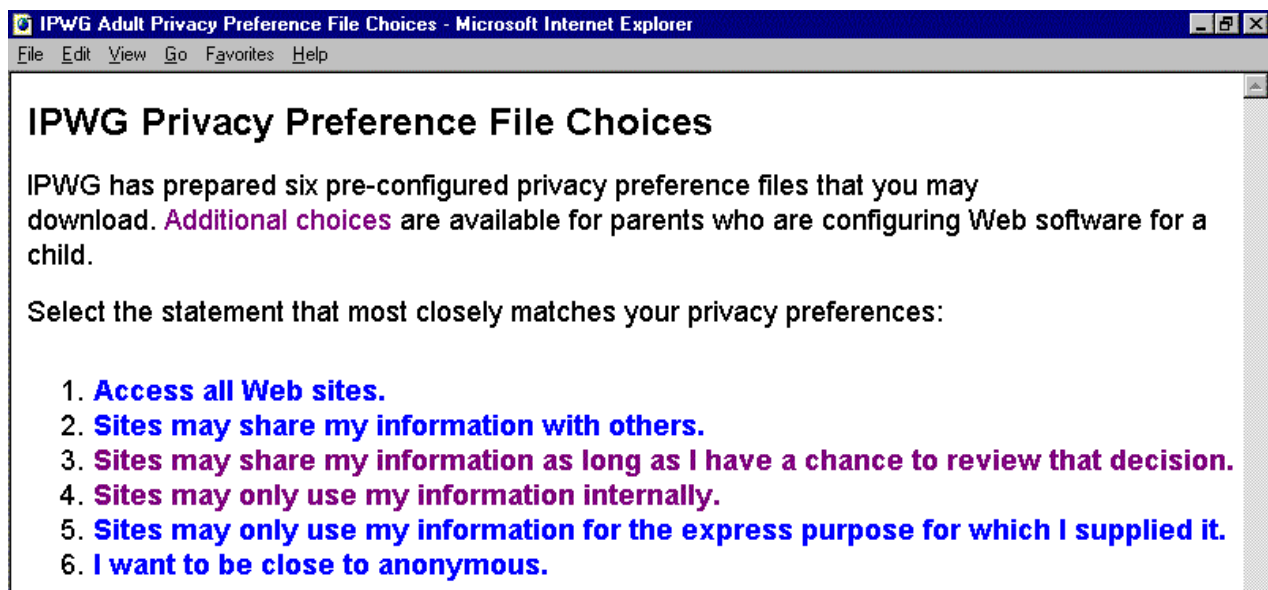 IPWG Adult Privacy Preference File Choices - Microsoft Internet Explorer
File Edit View Go Favorites Help
IPWG Privacy Preference File Choices
IPWG has prepared six pre-configured privacy preference files that you may
download. Additional choices are available for parents who are configuring Web software for a
child.
Select the statement that most closely matches your privacy preferences:
1. Access all Web sites.
2. Sites may share my information with others.
3. Sites may share my information as long as I have a chance to review that decision.
4. Sites may only use my information internally.
5. Sites may only use my information for the express purpose for which I supplied it.
6. I want to be close to anonymous.